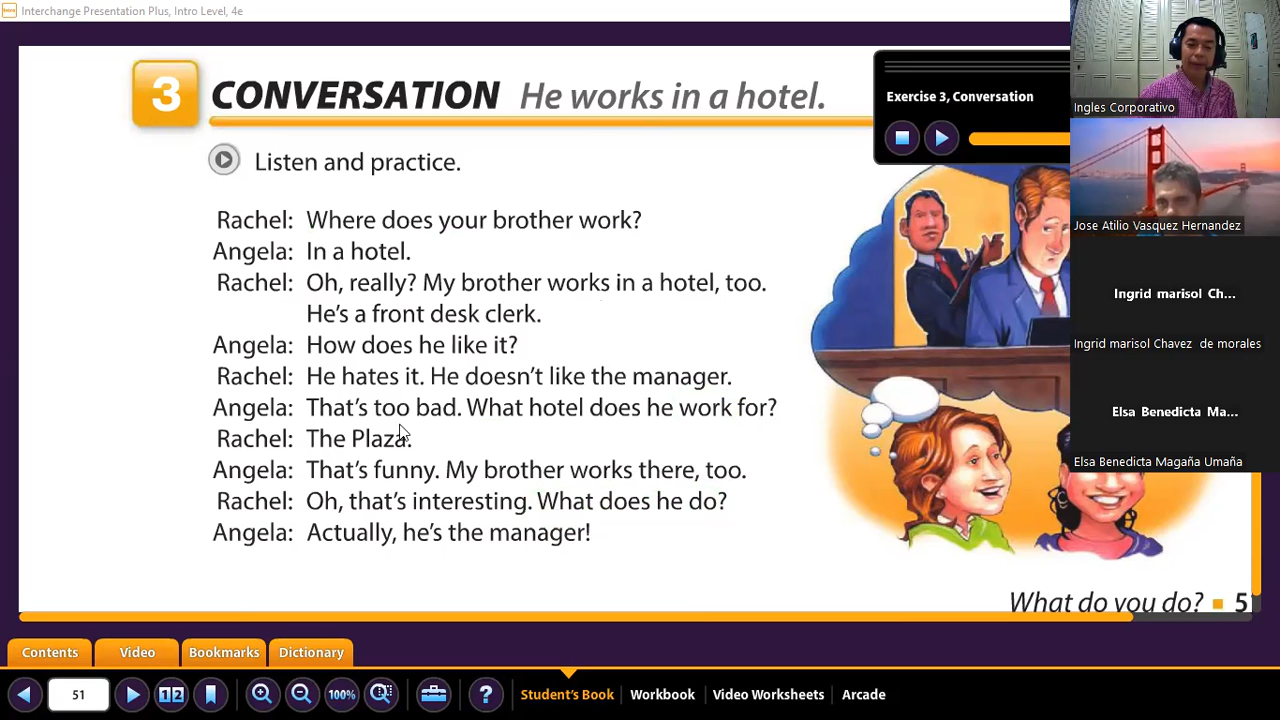 Interchange Presentation Plus, Intro Level, 4e
3 CONVERSATION He works in a hotel.
Exercise 3, Conversation
Listen and practice.
Rachel: Where does your brother work?
Angela: In a hotel.
Rachel: Oh, really? My brother works in a hotel, too.
He's a front desk clerk.
Angela: How does he like it?
Rachel: He hates it. He doesn't like the manager.
Angela: That's too bad. What hotel does he work for?
Rachel: The Plaza.
Angela: That's funny. My brother works there, too.
Rachel: Oh, that's interesting. What does he do?
Angela: Actually, he's the manager!
What do you do? ■ 5
Ingles Corporativo
Jose Atilio Vasquez Hernandez
Ingrid marisol Ch...
Ingrid marisol Chavez de morales
Elsa Benedicta Ma...
Elsa Benedicta Magaña Umaña
Contents Video Bookmarks Dictionary
51 1 2 100% ? Student's Book Workbook Video Worksheets Arcade